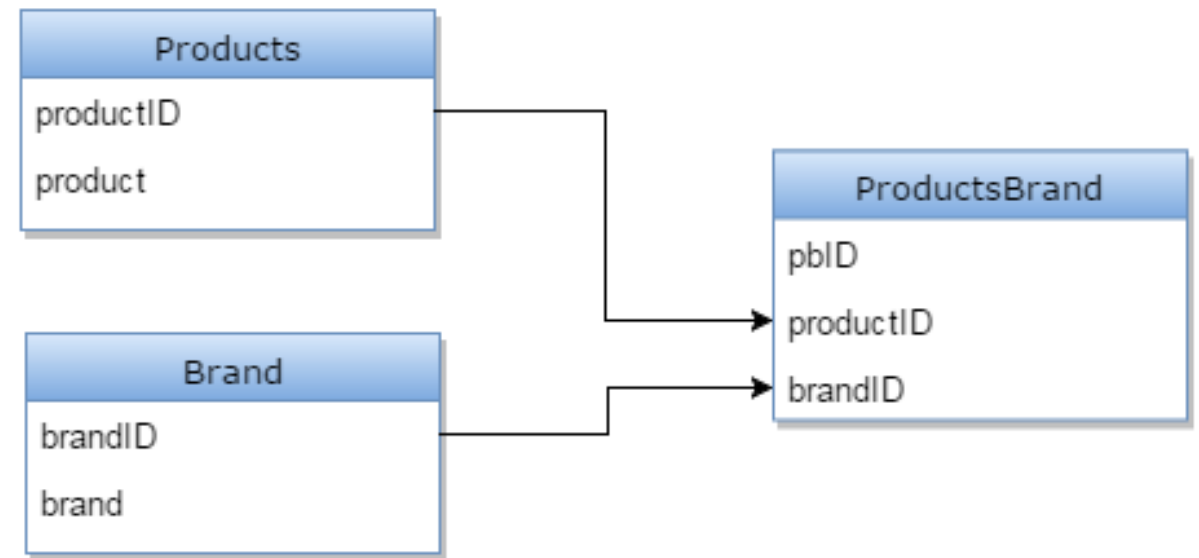 Products
productID
product
Brand
brandID
brand
ProductsBrand
pbID
productID
brandID